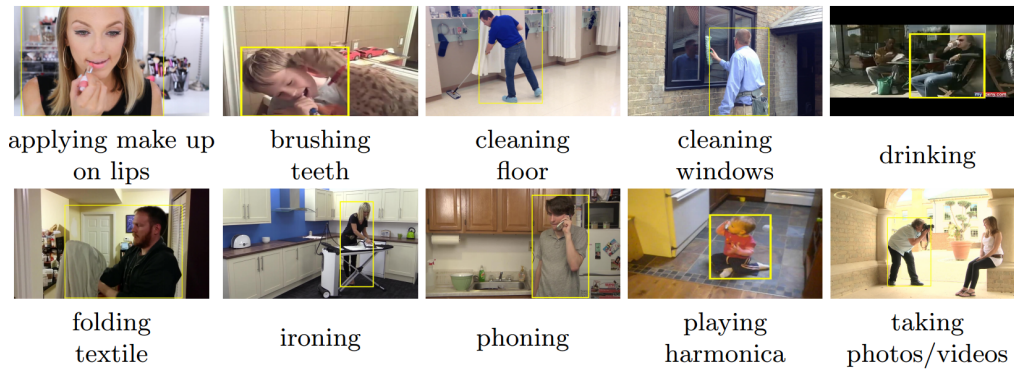 applying make up
on lips
brushing
teeth
cleaning
floor
cleaning
windows
drinking
folding
textile
ironing
phoning
playing
harmonica
taking
photos/videos